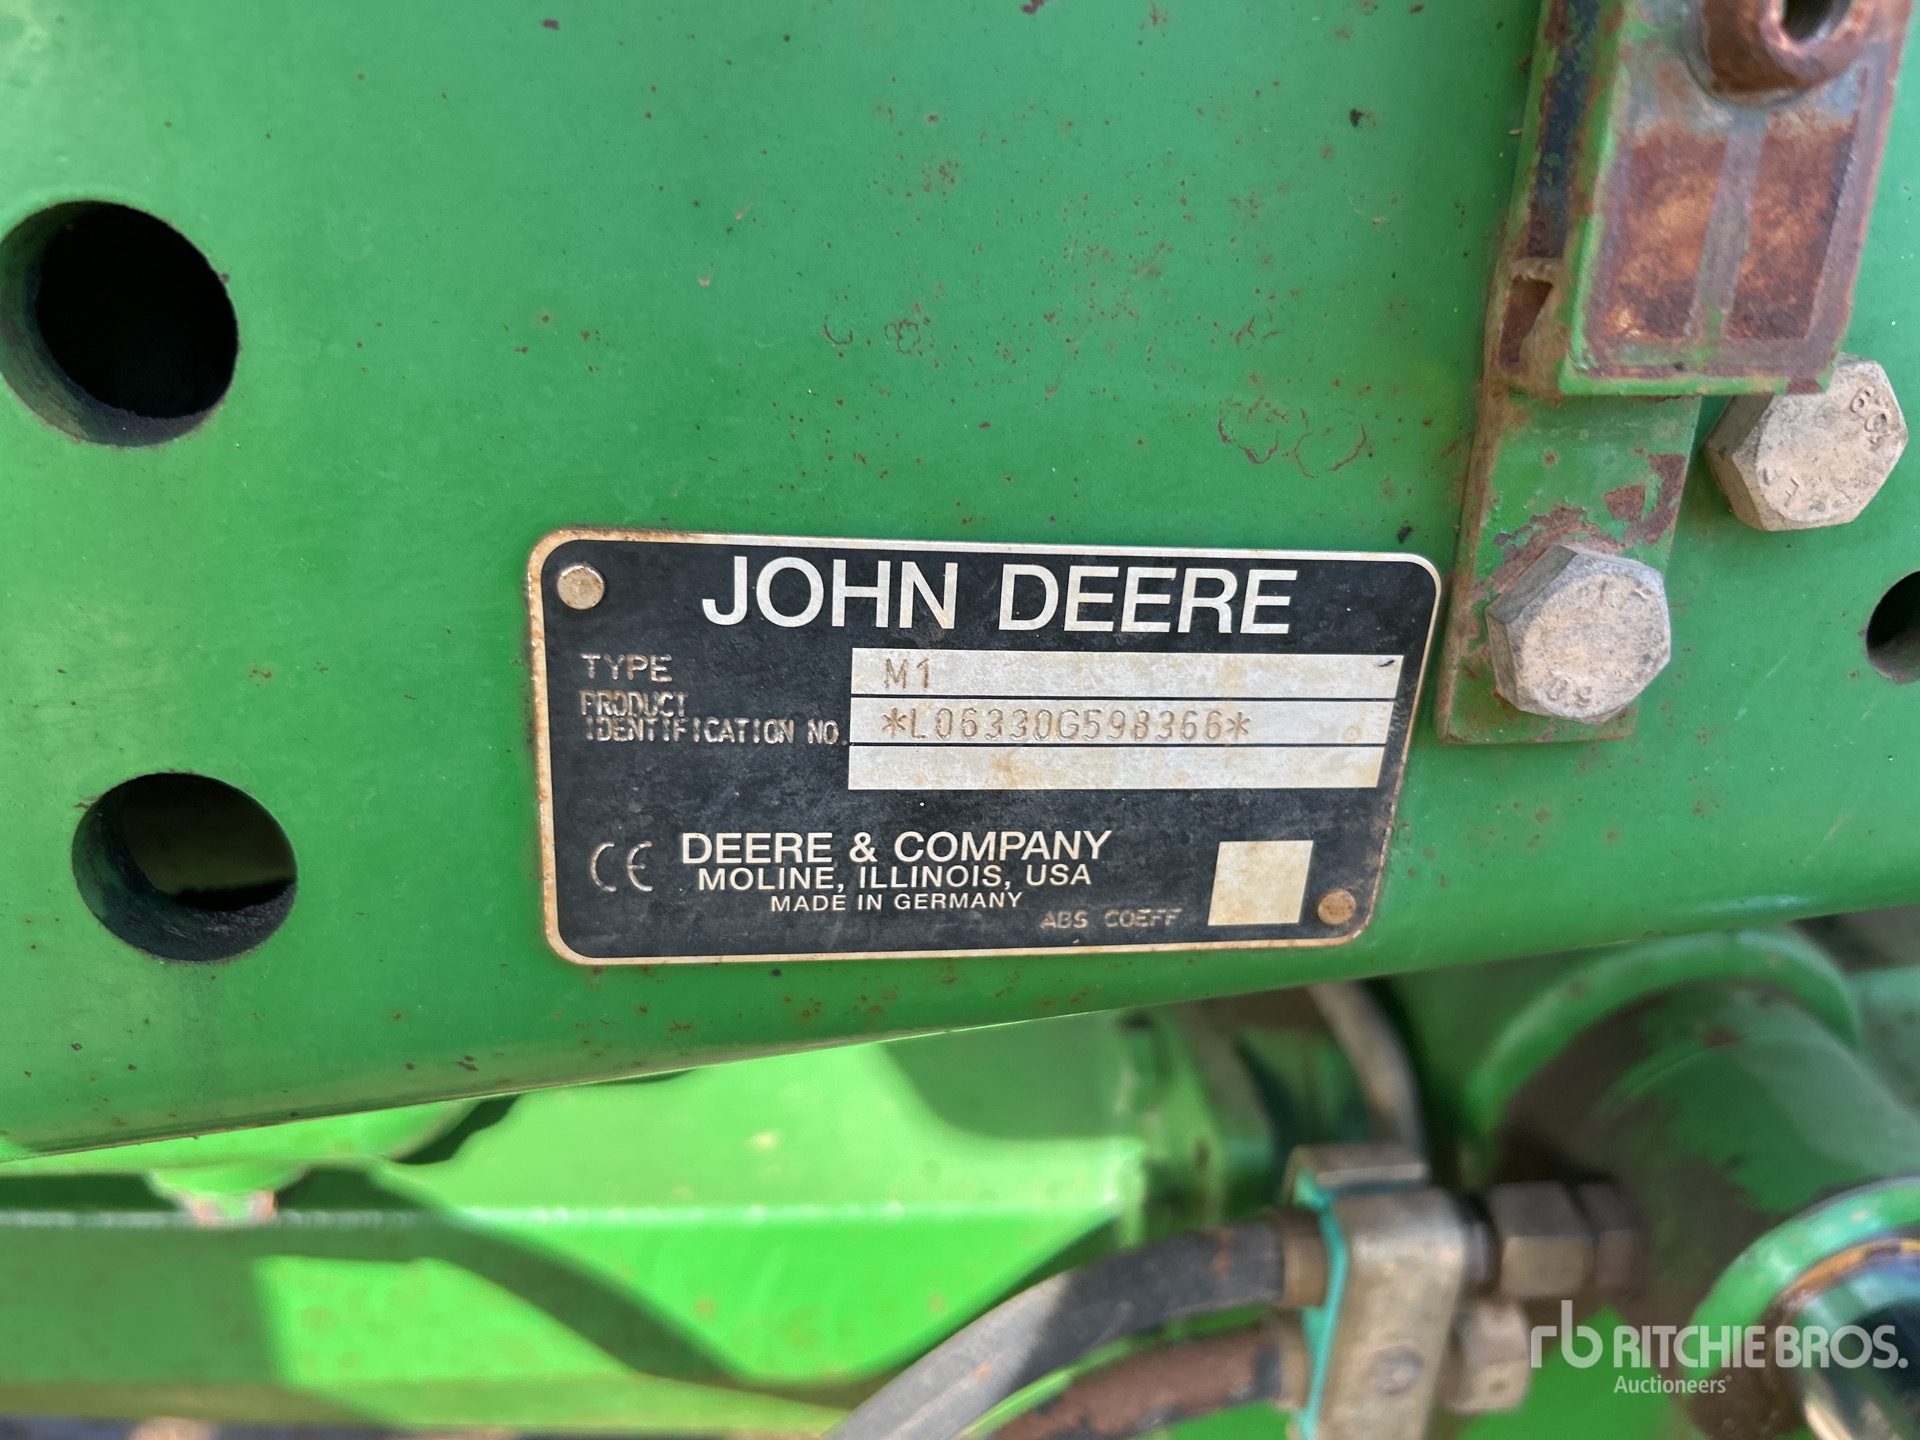 JOHN DEERE
TYPE M1
PRODUCT
IDENTIFICATION NO. *L06330G598366*
CE DEERE & COMPANY
MOLINE, ILLINOIS, USA
MADE IN GERMANY
ABS COEFF
rb RITCHIE BROS.
Auctioneers